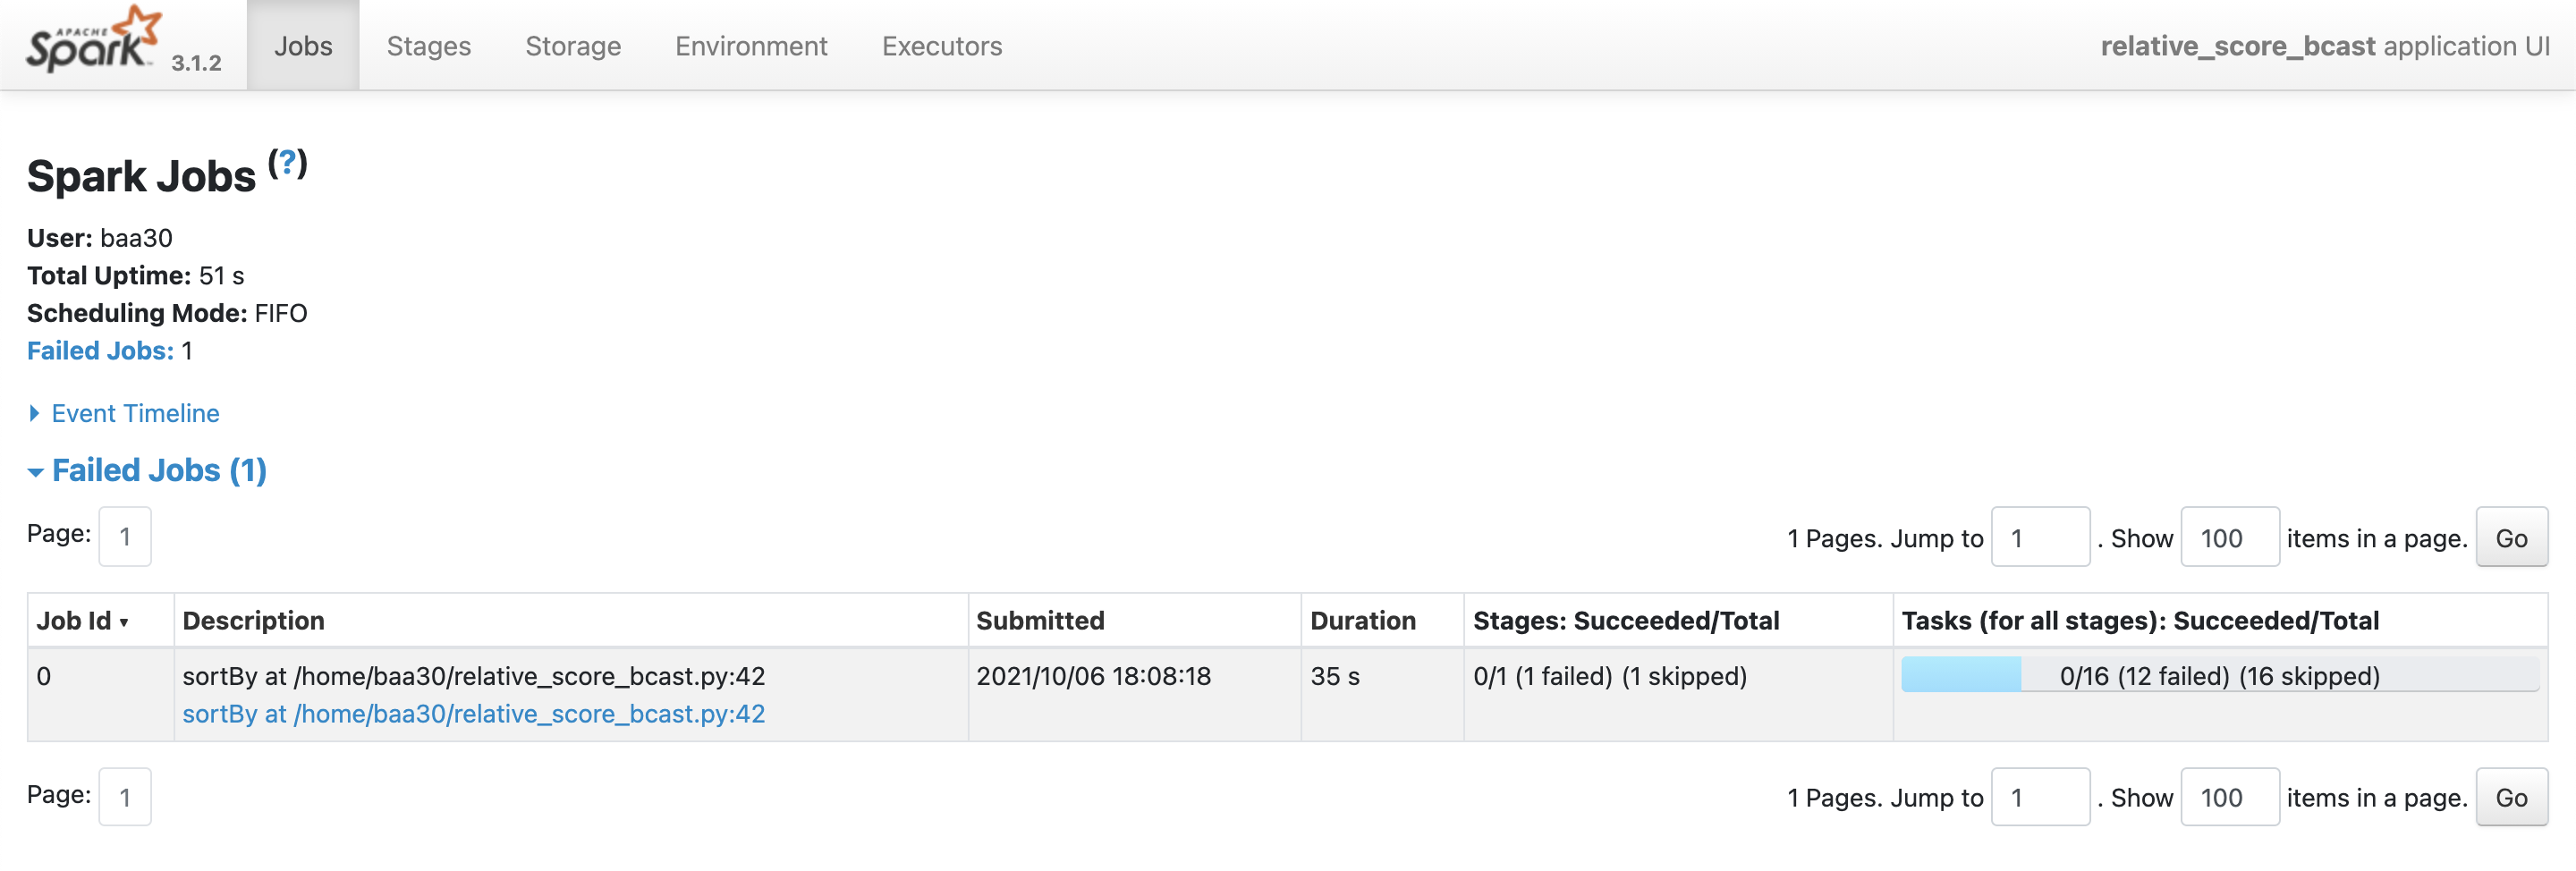 APACHE Spark 3.1.2 Jobs Stages Storage Environment Executors relative_score_bcast application UI
Spark Jobs (?)
User: baa30
Total Uptime: 51 s
Scheduling Mode: FIFO
Failed Jobs: 1
Event Timeline
Failed Jobs (1)
Page: 1 1 Pages. Jump to 1 . Show 100 items in a page. Go
Job Id ▾ Description Submitted Duration Stages: Succeeded/Total Tasks (for all stages): Succeeded/Total
0 sortBy at /home/baa30/relative_score_bcast.py:42 2021/10/06 18:08:18 35 s 0/1 (1 failed) (1 skipped) 0/16 (12 failed) (16 skipped)
sortBy at /home/baa30/relative_score_bcast.py:42
Page: 1 1 Pages. Jump to 1 . Show 100 items in a page. Go